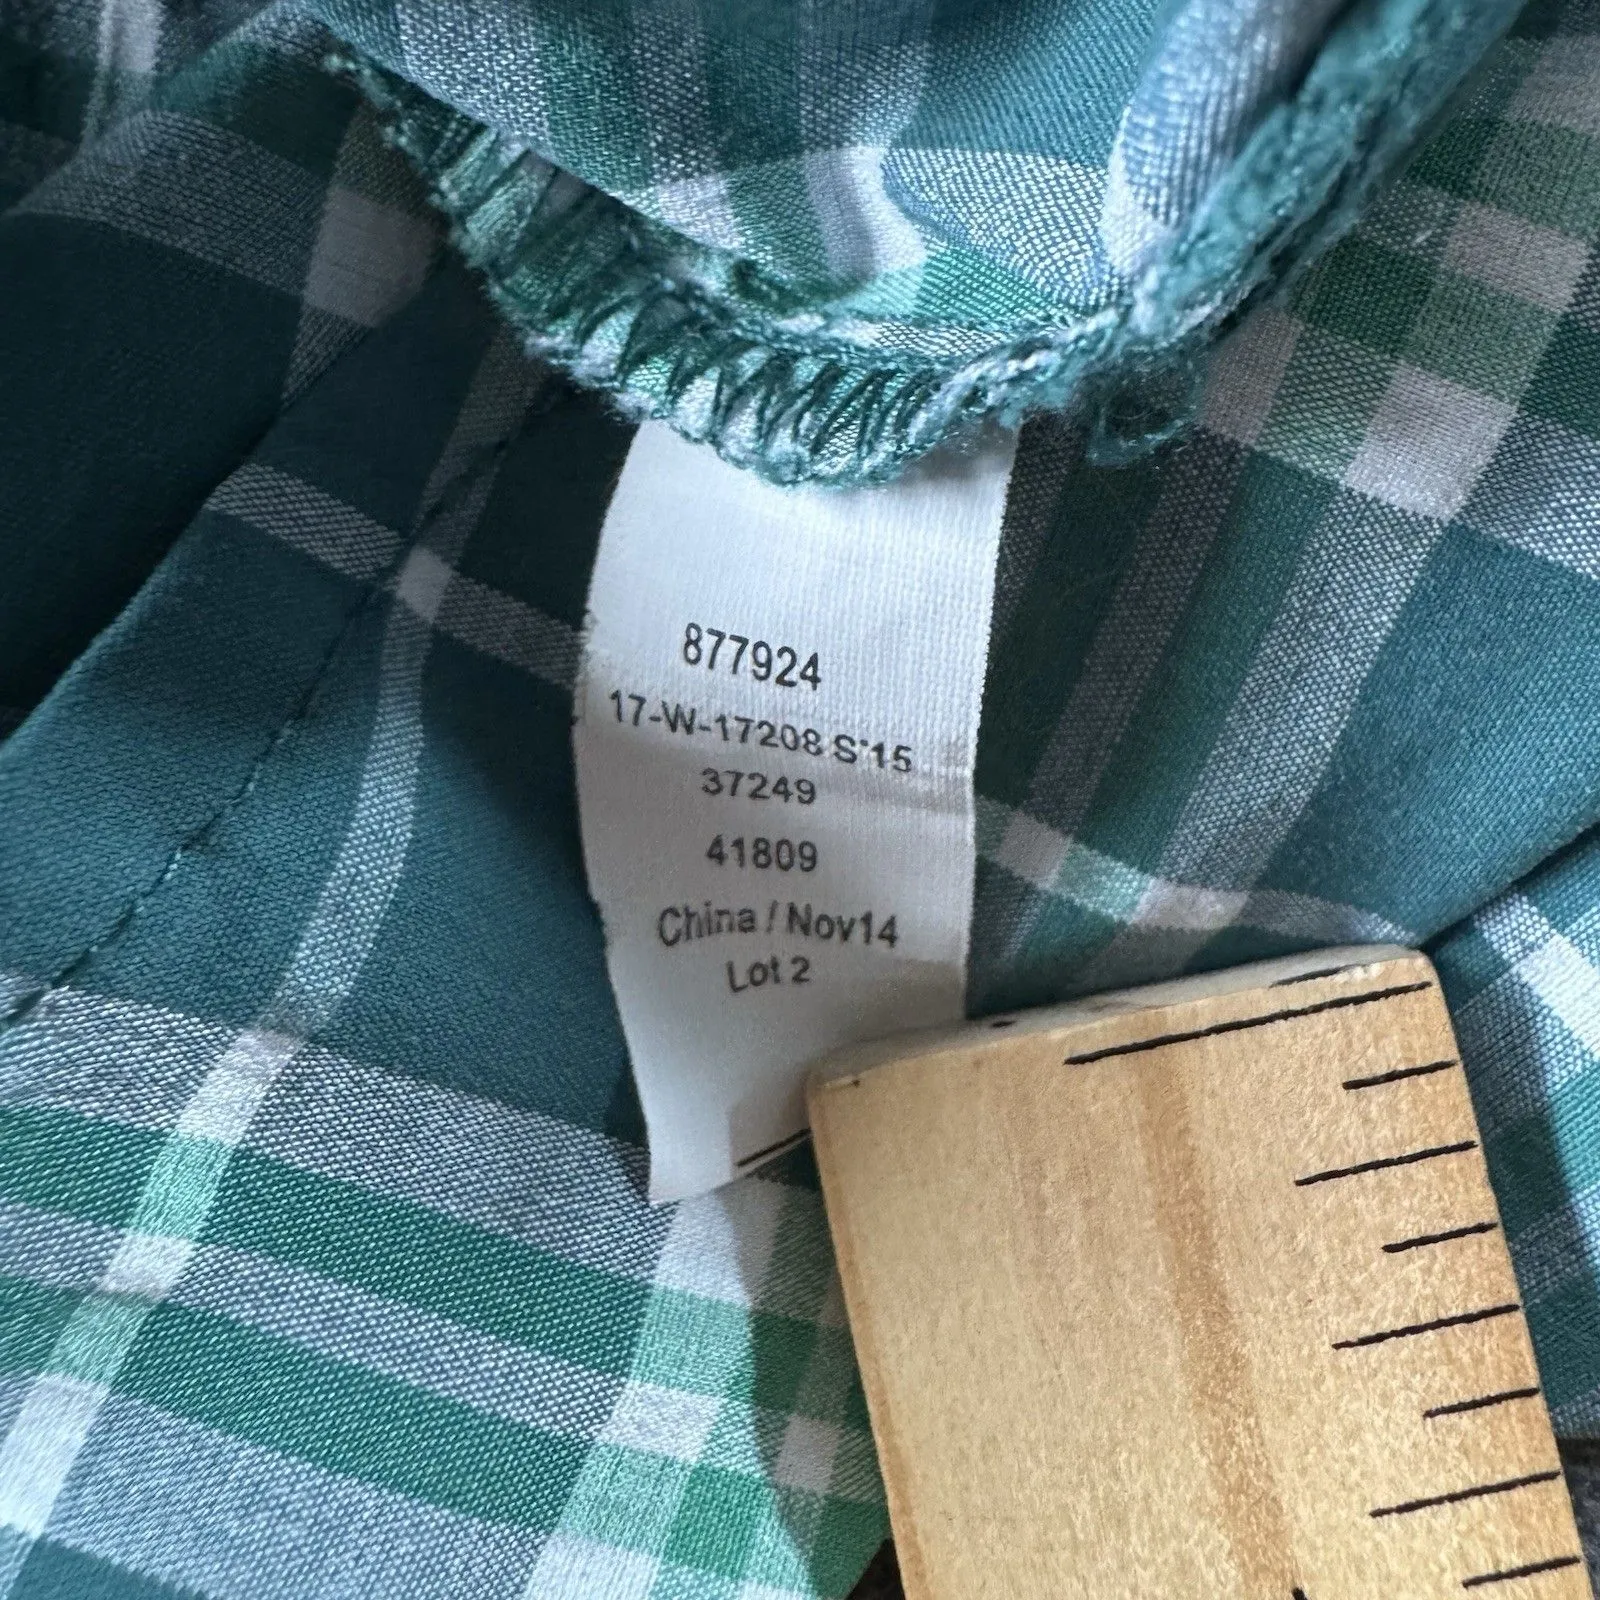 877924
17-W-17208 S'15
37249
41809
China / Nov14
Lot 2